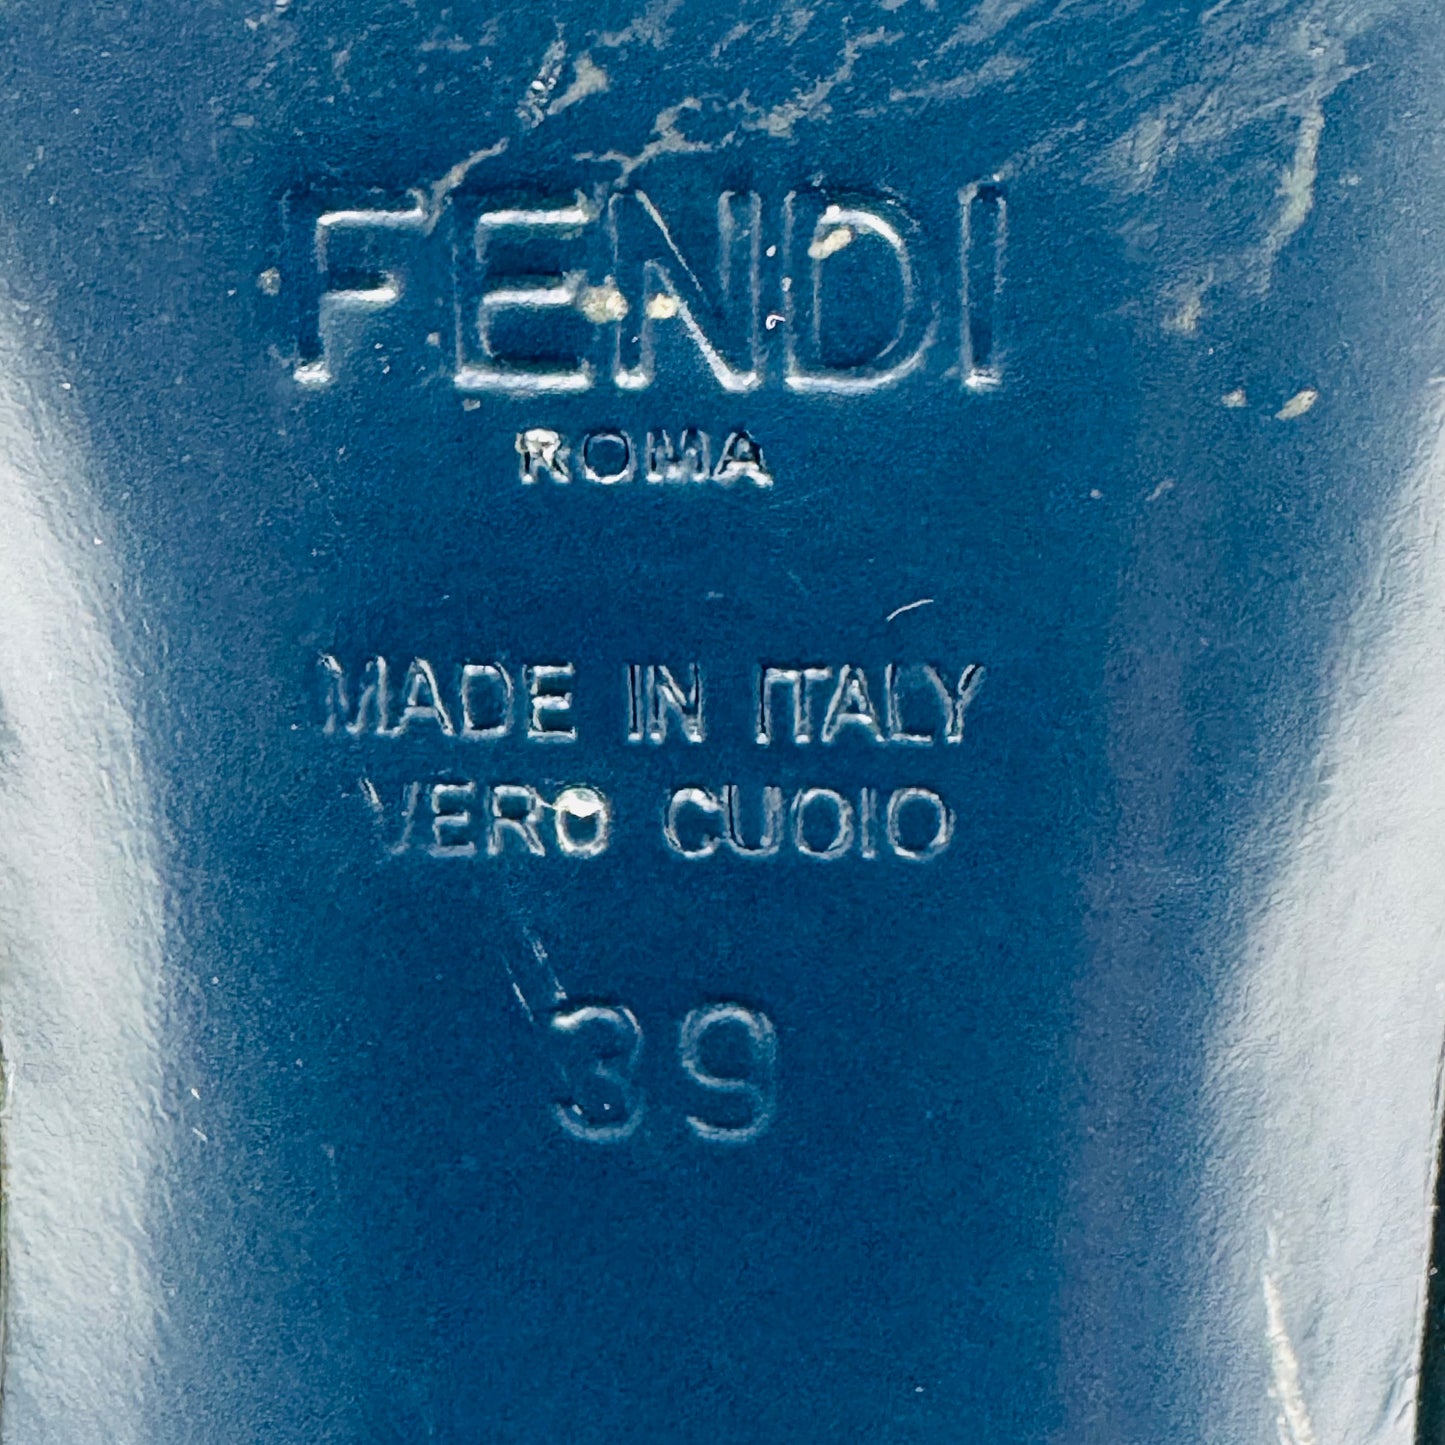 FENDI
ROMA
MADE IN ITALY
VERO CUOIO
39